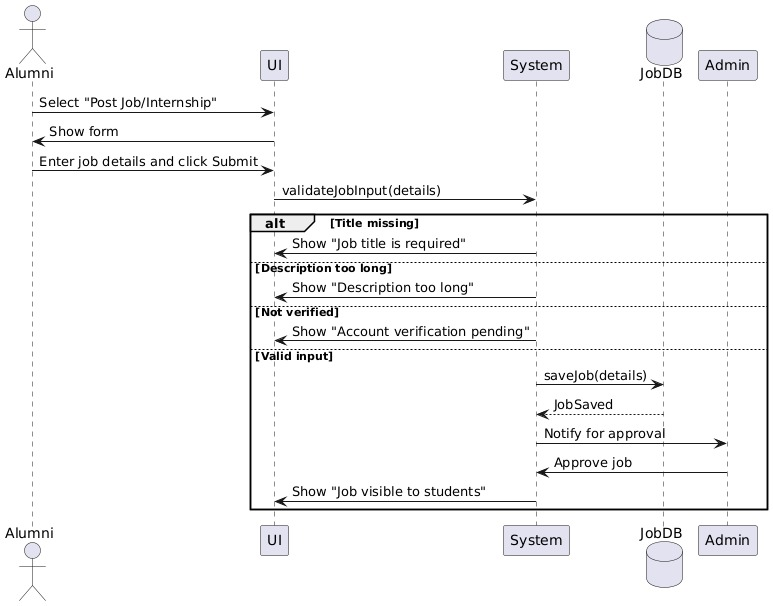 Alumni
UI
System
JobDB
Admin
Select "Post Job/Internship"
Show form
Enter job details and click Submit
validateJobInput(details)
alt [Title missing]
Show "Job title is required"
[Description too long]
Show "Description too long"
[Not verified]
Show "Account verification pending"
[Valid input]
saveJob(details)
JobSaved
Notify for approval
Approve job
Show "Job visible to students"
Alumni
UI
System
JobDB
Admin